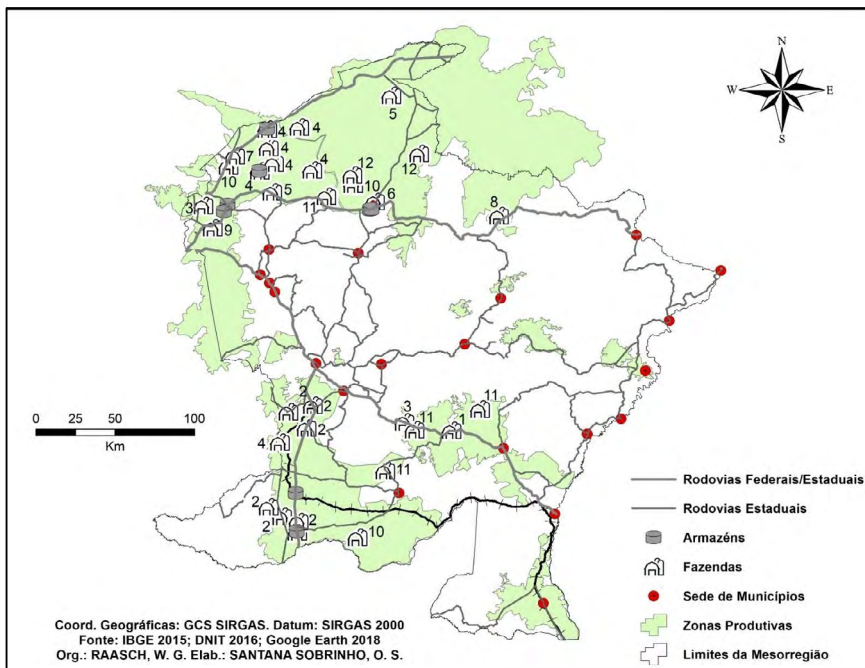 N
W E
S
5
4 4
4
7
4
12
10 4 4 12
5 10
3 11 6
8
9
0 25 50 100
Km
2 2
3 11
11 1
2
4
11
2
2 2
10
Rodovias Federais/Estaduais
Rodovias Estaduais
Armazéns
Fazendas
Sede de Municípios
Zonas Produtivas
Limites da Mesorregião
Coord. Geográficas: GCS SIRGAS. Datum: SIRGAS 2000
Fonte: IBGE 2015; DNIT 2016; Google Earth 2018
Org.: RAASCH, W. G. Elab.: SANTANA SOBRINHO, O. S.